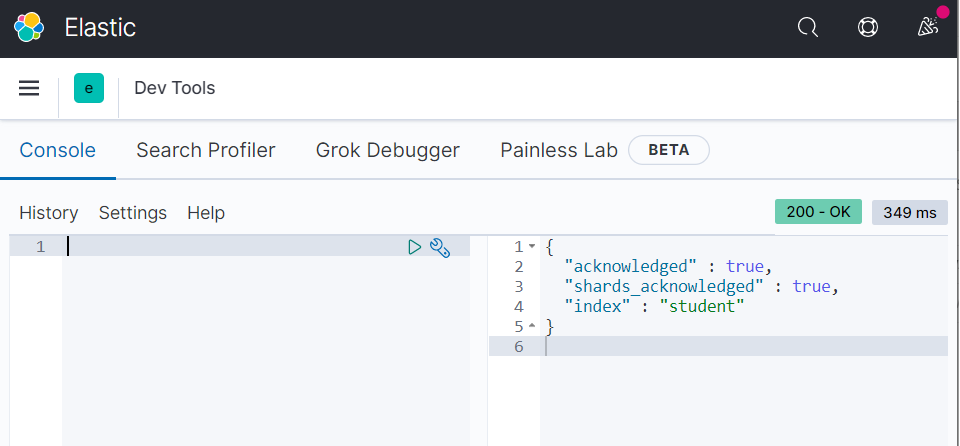 Elastic
e
Dev Tools
Console Search Profiler Grok Debugger Painless Lab BETA
History Settings Help
200 - OK 349 ms
1
1 {
2 "acknowledged" : true,
3 "shards_acknowledged" : true,
4 "index" : "student"
5 }
6